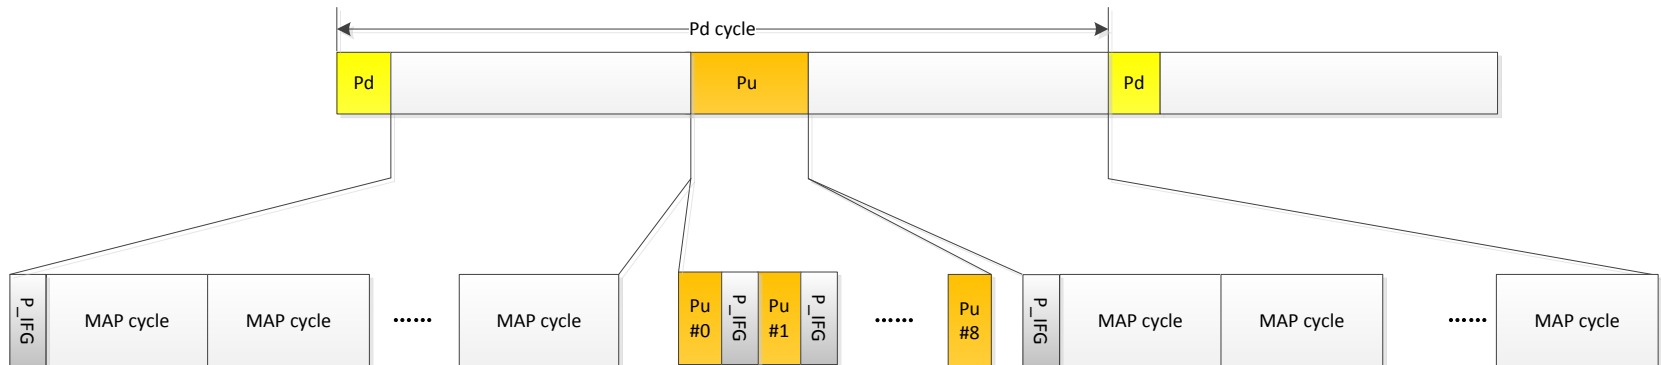 Pd cycle
Pd
Pu
Pd
P_IFG
MAP cycle
MAP cycle
......
MAP cycle
Pu
#0
P_IFG
Pu
#1
P_IFG
......
Pu
#8
P_IFG
MAP cycle
MAP cycle
......
MAP cycle